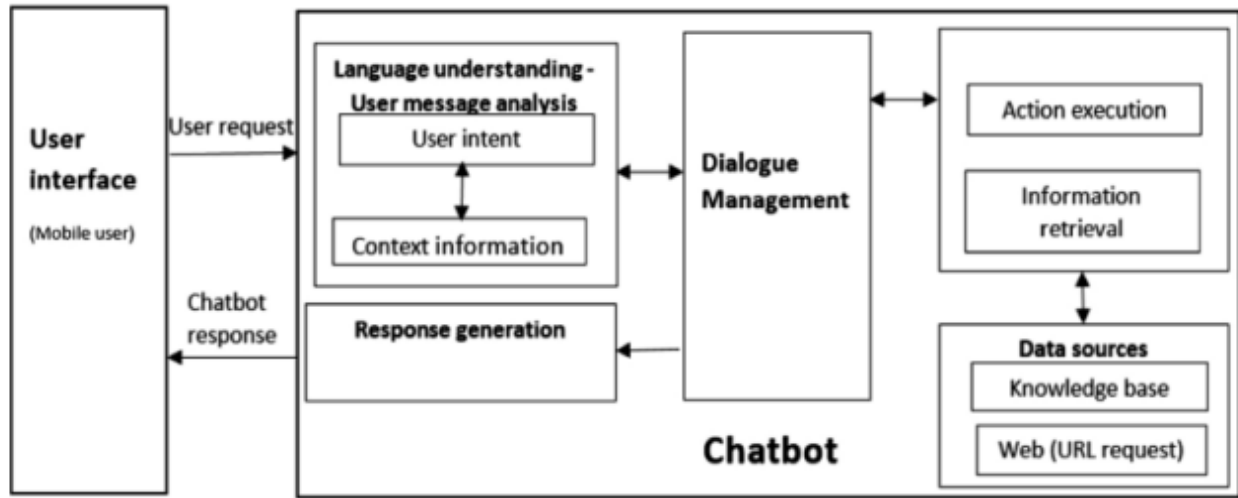 User
interface
(Mobile user)
User request
Chatbot
response
Language understanding -
User message analysis
User intent
Context information
Response generation
Dialogue
Management
Action execution
Information
retrieval
Data sources
Knowledge base
Web (URL request)
Chatbot